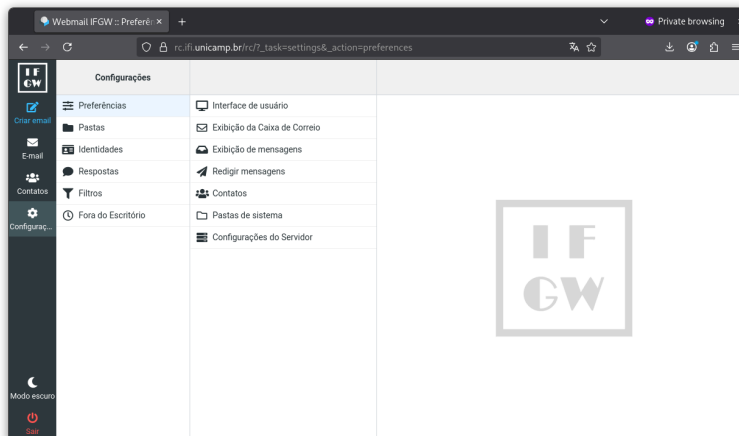 Webmail IFGW :: Preferên
Private browsing
rc.ifi.unicamp.br/rc/?_task=settings&_action=preferences
IF
GW
Criar email
E-mail
Contatos
Configuraç...
Modo escuro
Sair
Configurações
Preferências
Pastas
Identidades
Respostas
Filtros
Fora do Escritório
Interface de usuário
Exibição da Caixa de Correio
Exibição de mensagens
Redigir mensagens
Contatos
Pastas de sistema
Configurações do Servidor
IF
GW